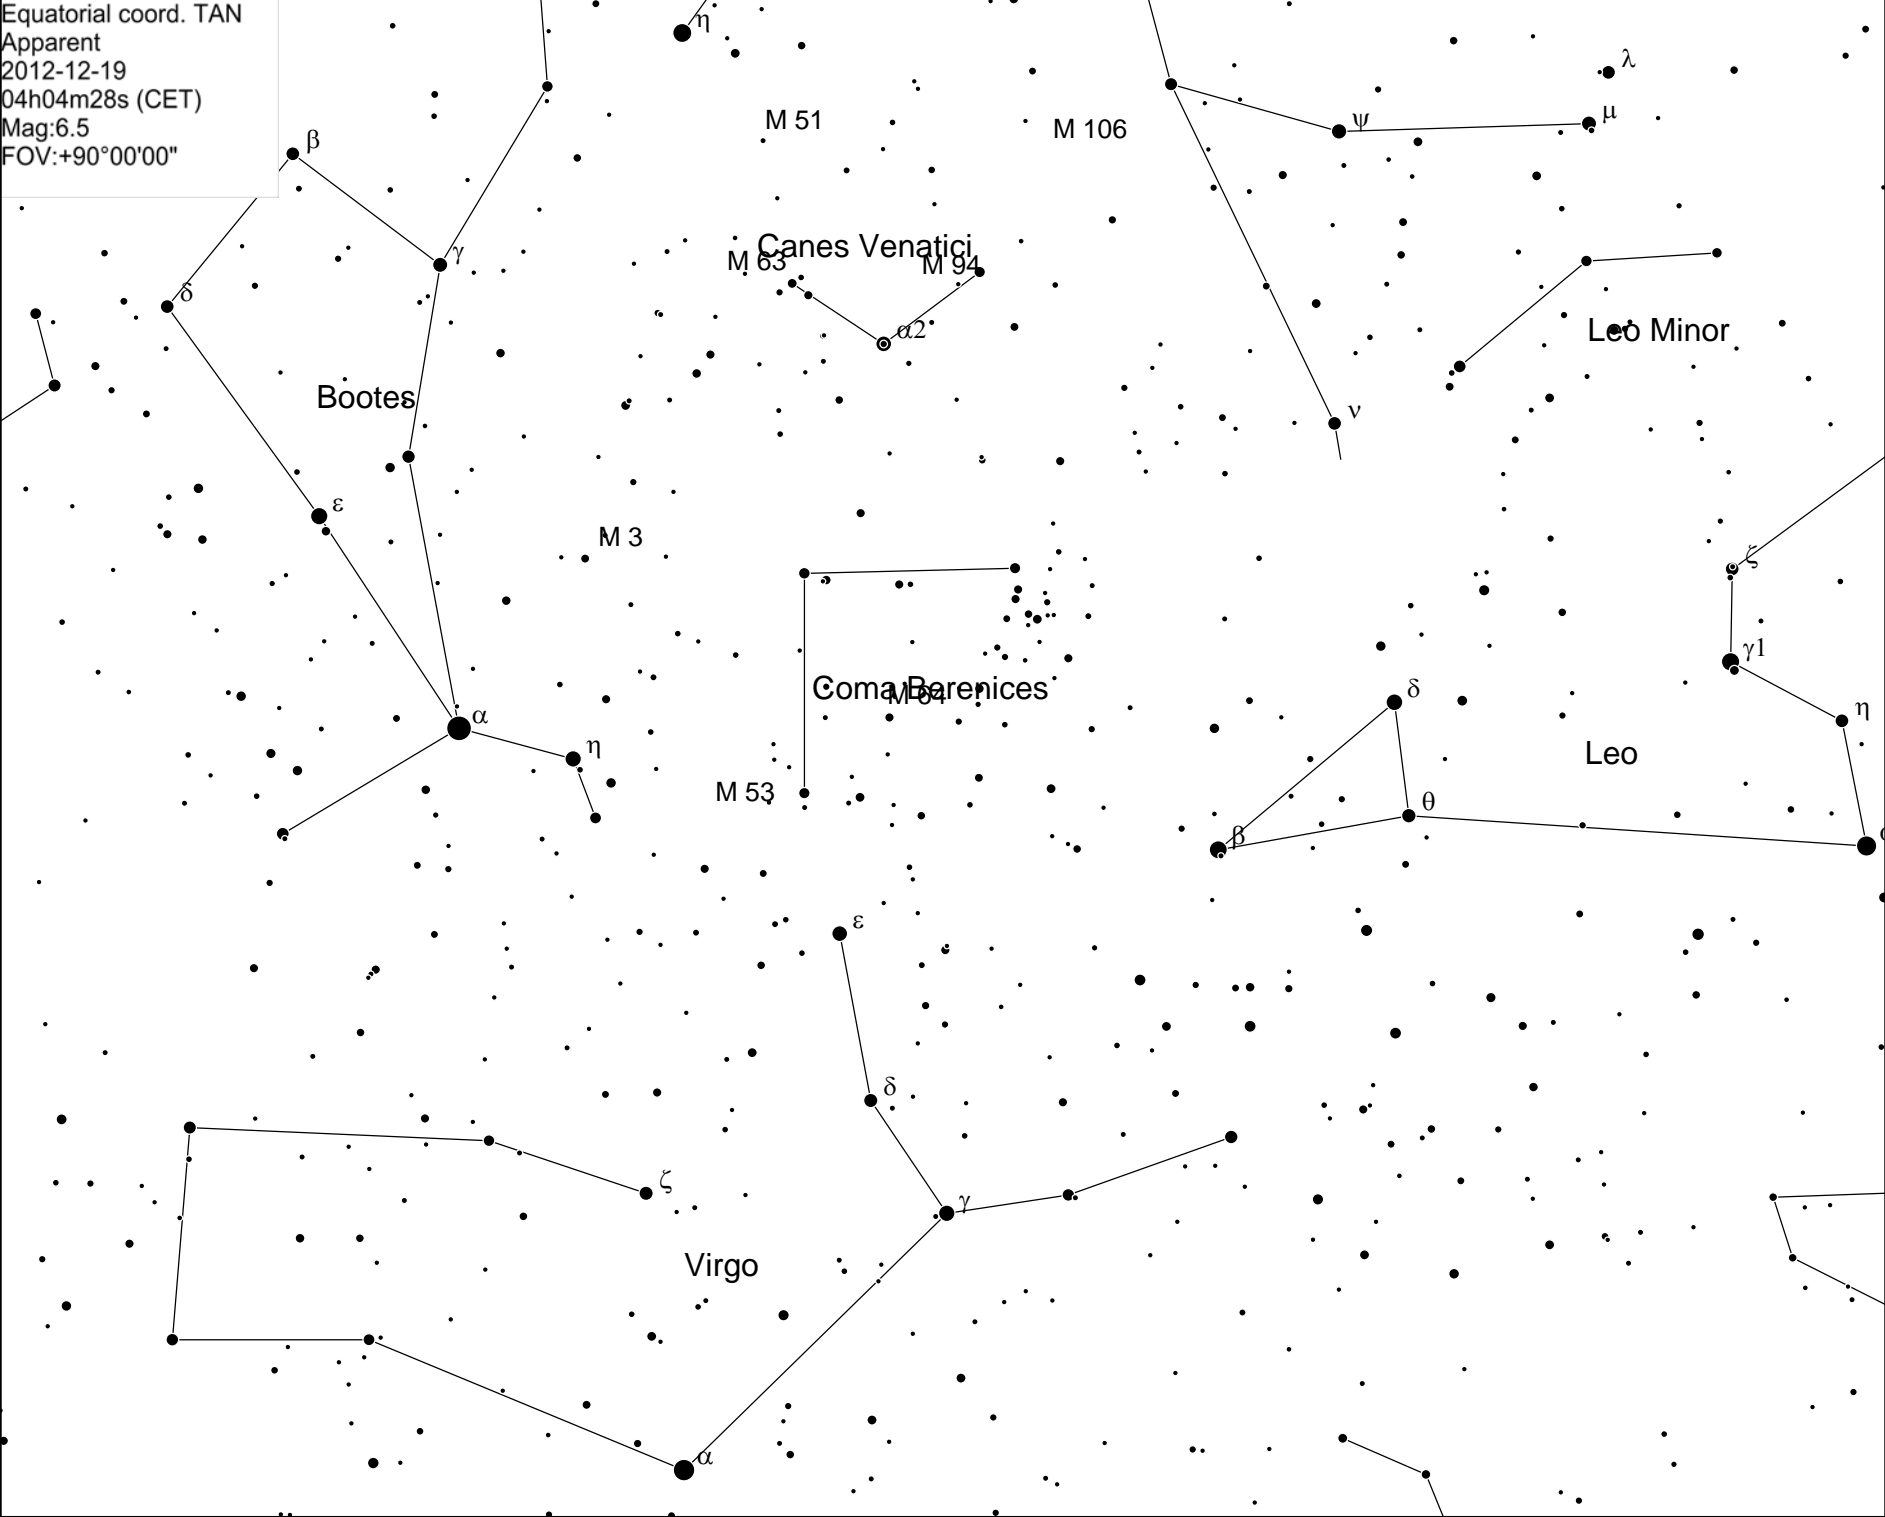 Equatorial coord. TAN
Apparent
2012-12-19
04h04m28s (CET)
Mag:6.5
FOV:+90°00'00"
η
λ
M 51
M 106
ψ
μ
β
γ
Canes Venatici
M 63
M 94
δ
α2
Leo Minor
Bootes
ν
ε
M 3
ζ
γ1
Coma Berenices
M 64
δ
η
α
η
Leo
M 53
θ
β
ε
δ
ζ
γ
Virgo
α